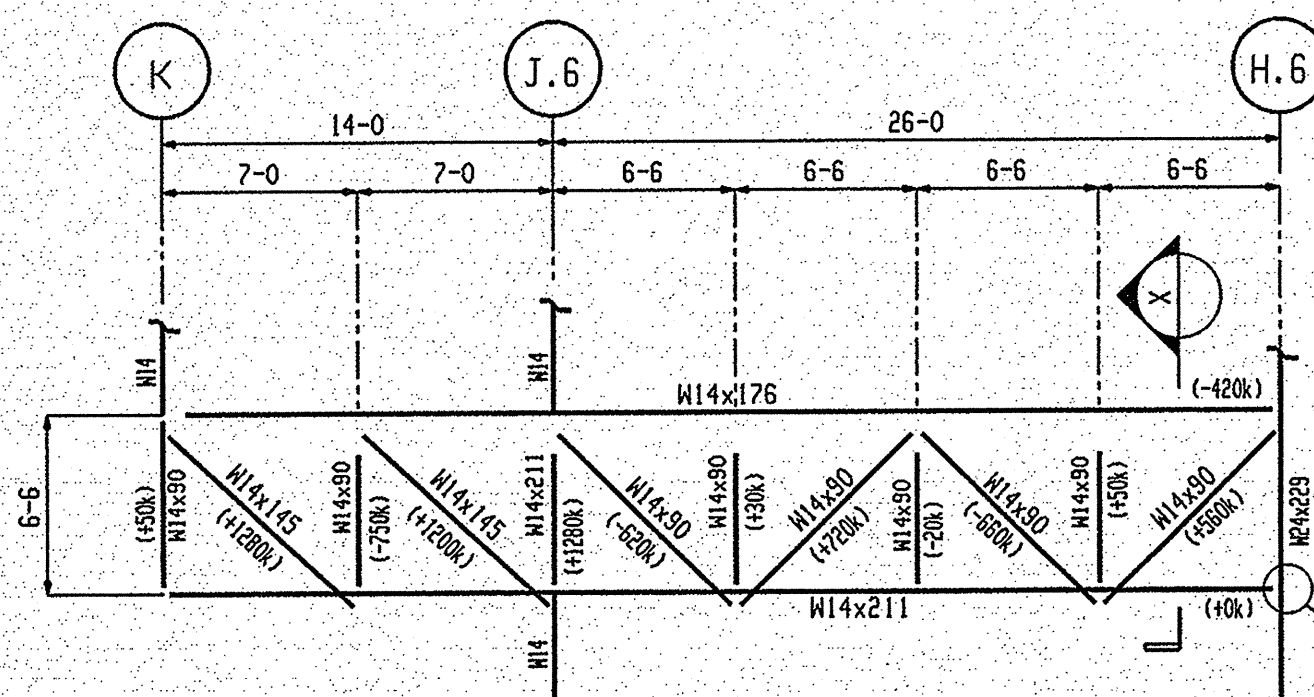 K
J.6
H.6
14-0
26-0
7-0
7-0
6-6
6-6
6-6
6-6
X
W14
W14
W14x176
(-420k)
6-6
(+50k)
W14x90
W14x145
(+1280k)
W14x90
(-750k)
W14x145
(+1200k)
W14x211
(+1280k)
W14x90
(-620k)
W14x90
(+30k)
W14x90
(+720k)
W14x90
(-20k)
W14x90
(-660k)
W14x90
(+50k)
W14x90
(+560k)
W24x229
W14x211
(+0k)
W14